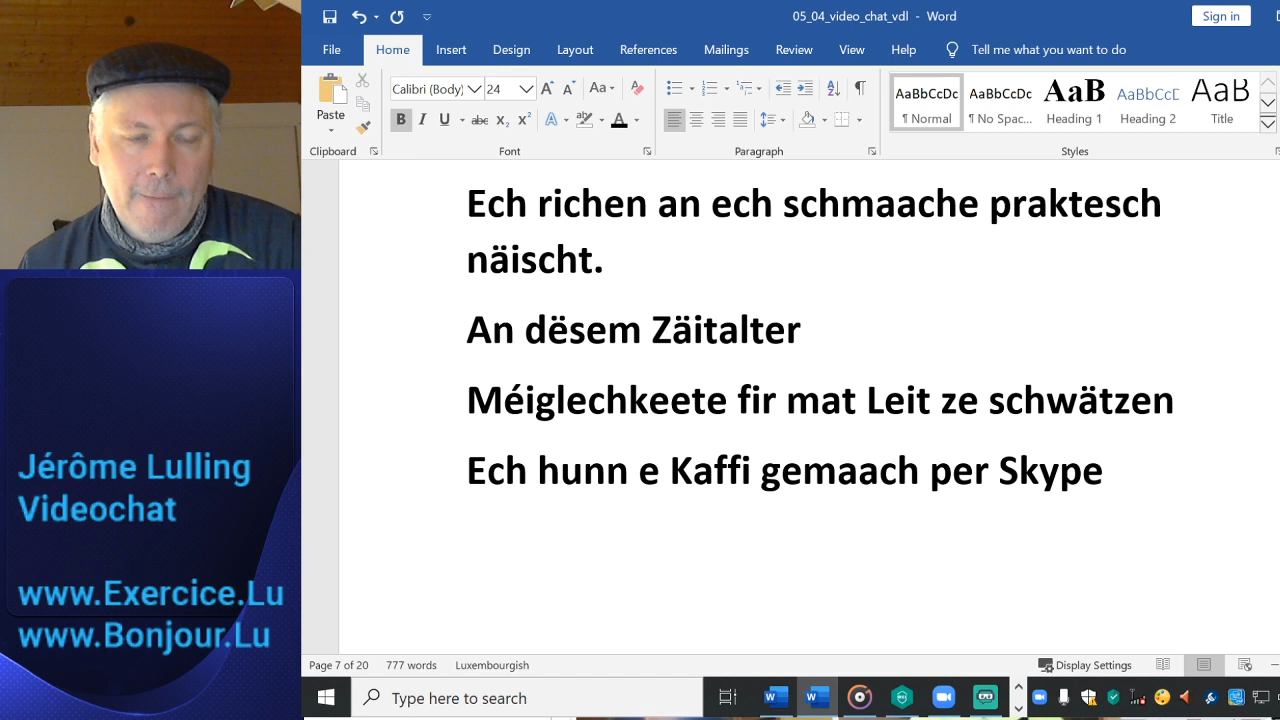 05_04_video_chat_vdl - Word
Sign in
File Home Insert Design Layout References Mailings Review View Help Tell me what you want to do
Calibri (Body) 24
Paste
AaBbCcDc AaBbCcDc AaB AaBbCcD AaB
¶ Normal ¶ No Spac... Heading 1 Heading 2 Title
Clipboard Font Paragraph Styles
Ech richen an ech schmaache praktesch
näischt.
An dësem Zäitalter
Méiglechkeete fir mat Leit ze schwätzen
Ech hunn e Kaffi gemaach per Skype
Jérôme Lulling
Videochat
www.Exercice.Lu
www.Bonjour.Lu
Page 7 of 20 777 words Luxembourgish Display Settings
Type here to search